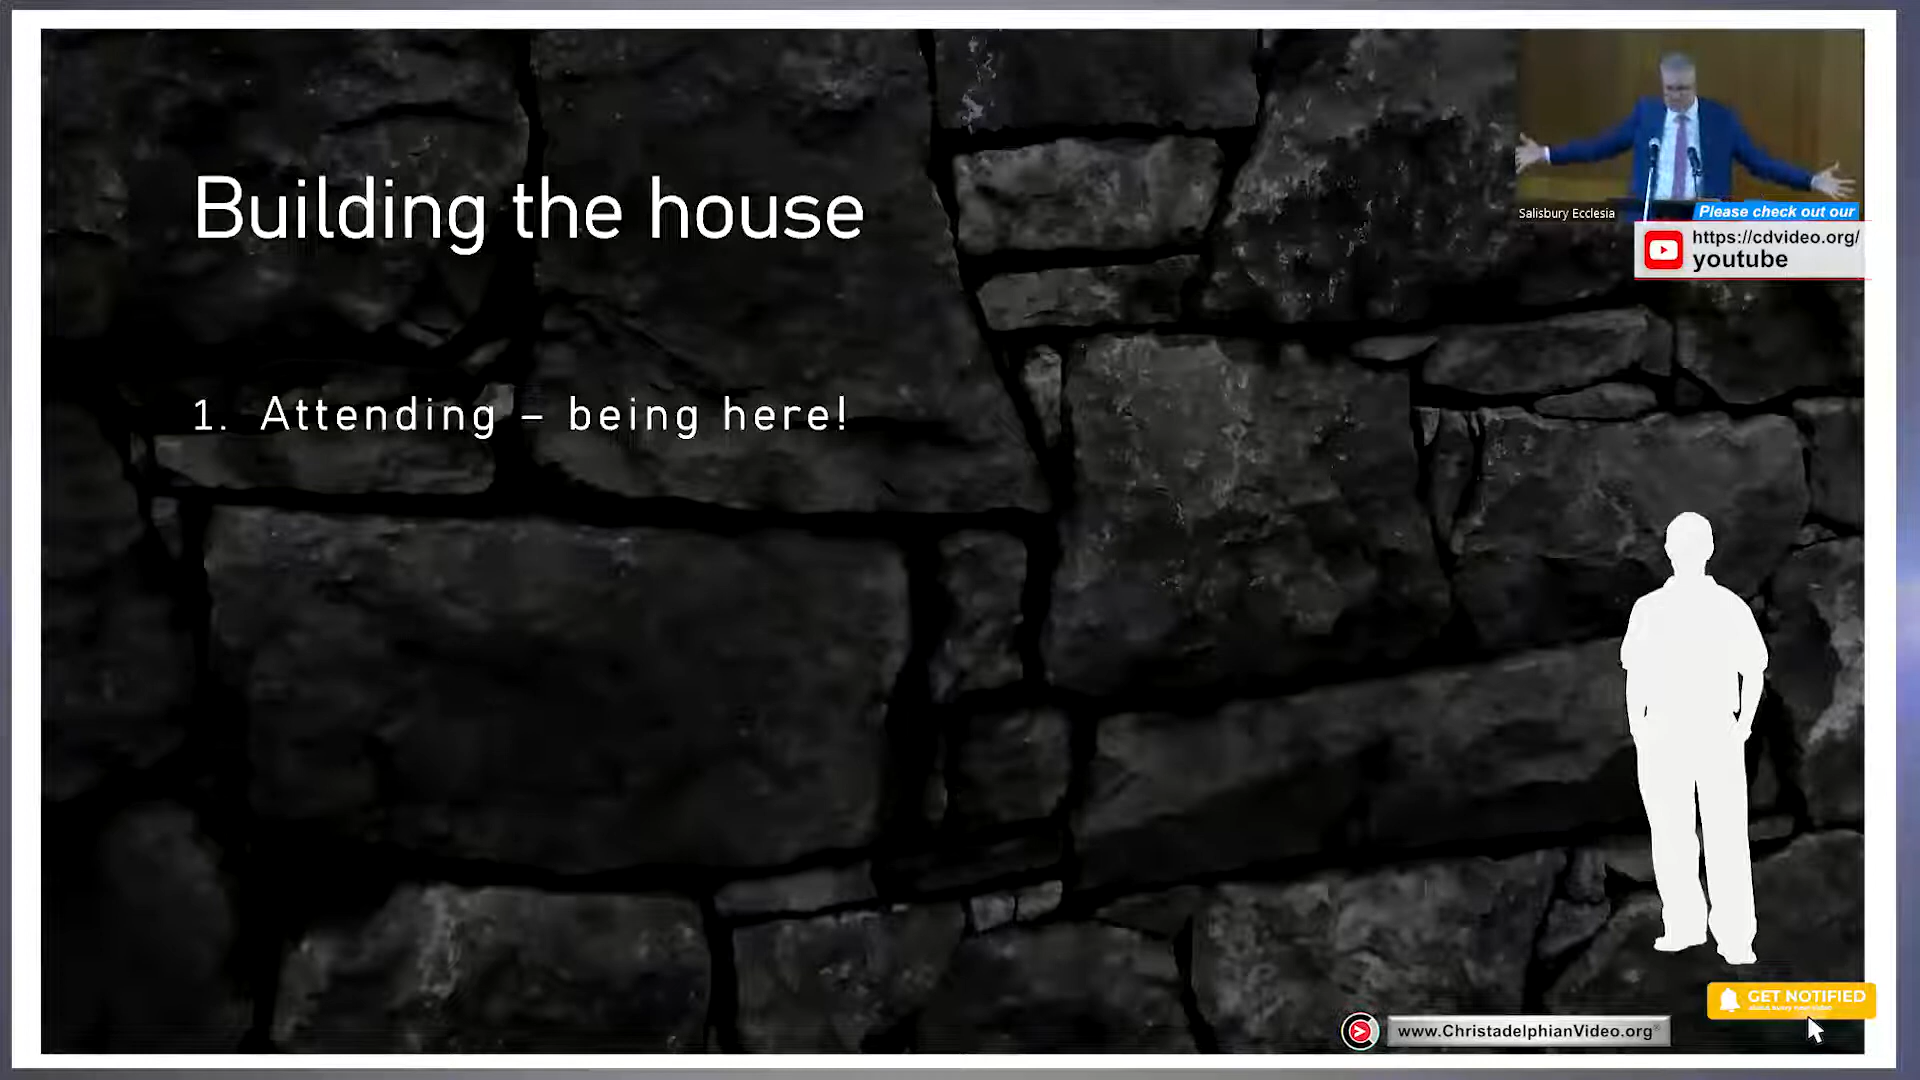 Building the house
1. Attending – being here!
Salisbury Ecclesia
Please check out our
https://cdvideo.org/
youtube
GET NOTIFIED
www.ChristadelphianVideo.org